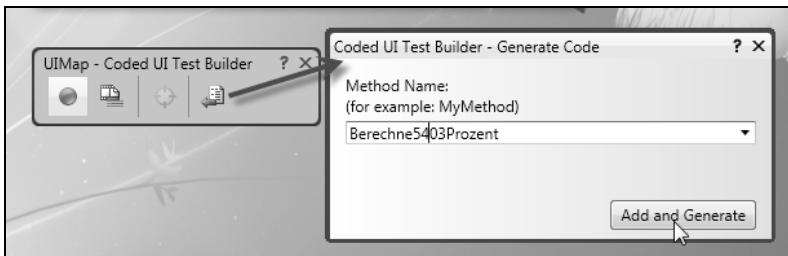 UIMap - Coded UI Test Builder ? X
Coded UI Test Builder - Generate Code ? X
Method Name:
(for example: MyMethod)
Berechne5403Prozent
Add and Generate